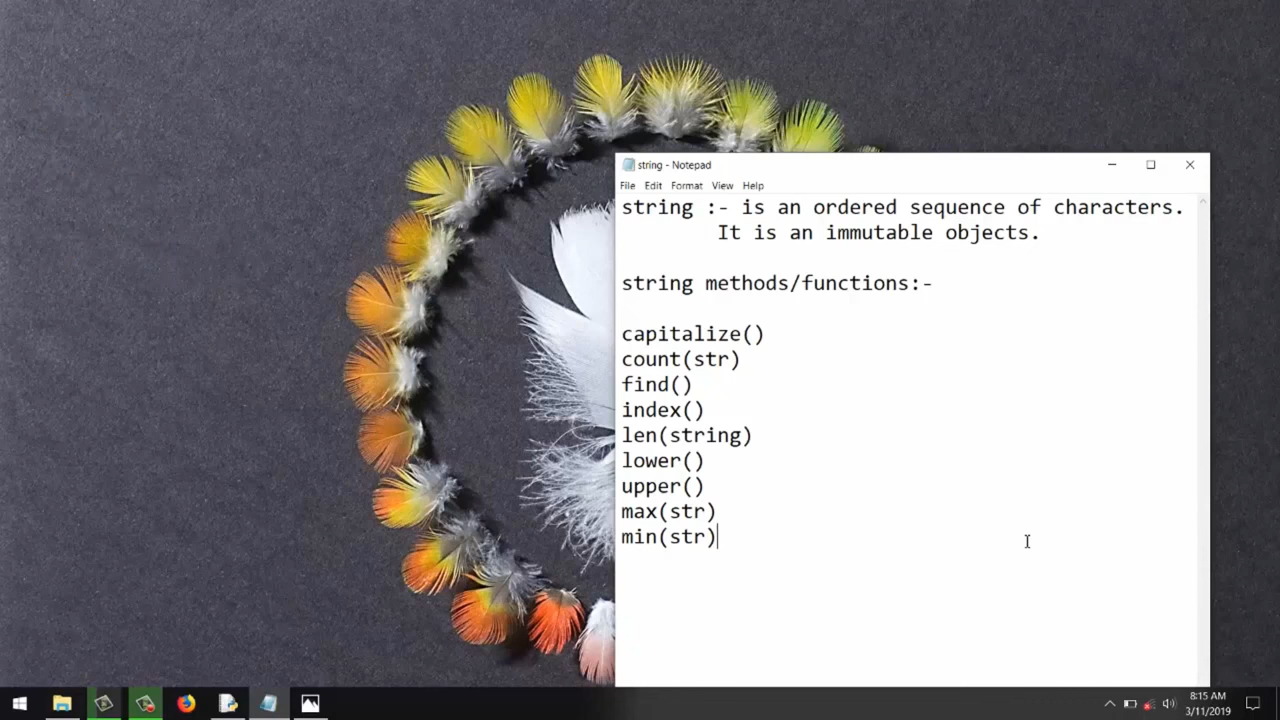 string - Notepad
File Edit Format View Help
string :- is an ordered sequence of characters.
It is an immutable objects.
string methods/functions:-
capitalize()
count(str)
find()
index()
len(string)
lower()
upper()
max(str)
min(str)
8:15 AM
3/11/2019